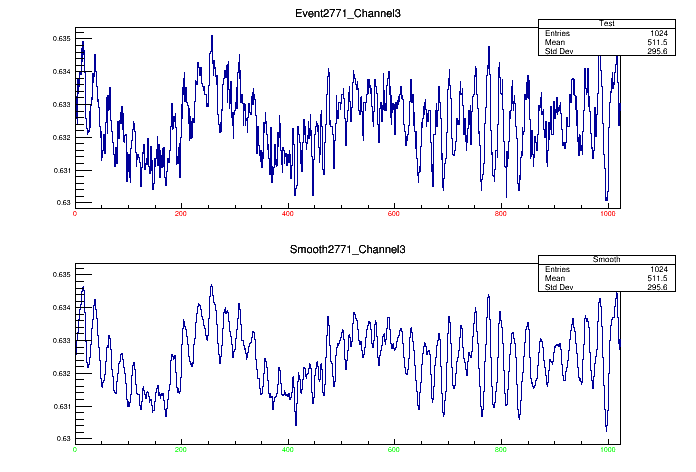 Event2771_Channel3
Test
Entries 1024
Mean 511.5
Std Dev 295.6
0.635
0.634
0.633
0.632
0.631
0.63
0 200 400 600 800 1000
Smooth2771_Channel3
Smooth
Entries 1024
Mean 511.5
Std Dev 295.6
0.635
0.634
0.633
0.632
0.631
0.63
0 200 400 600 800 1000